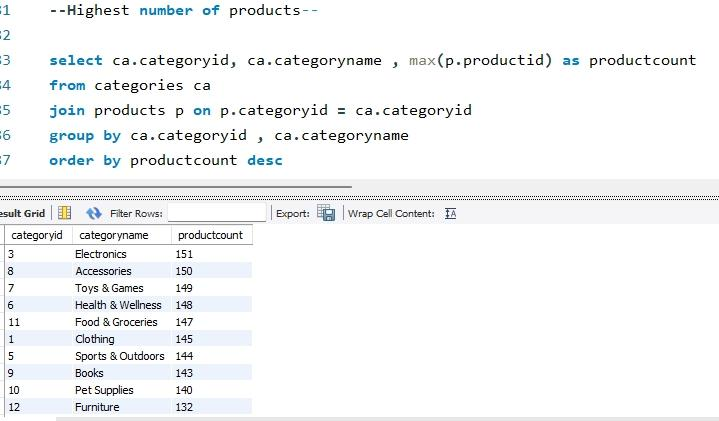 31 --Highest number of products--
32
33 select ca.categoryid, ca.categoryname , max(p.productid) as productcount
34 from categories ca
35 join products p on p.categoryid = ca.categoryid
36 group by ca.categoryid , ca.categoryname
37 order by productcount desc
esult Grid Filter Rows: Export: Wrap Cell Content: IA
categoryid categoryname productcount
3 Electronics 151
8 Accessories 150
7 Toys & Games 149
6 Health & Wellness 148
11 Food & Groceries 147
1 Clothing 145
5 Sports & Outdoors 144
9 Books 143
10 Pet Supplies 140
12 Furniture 132